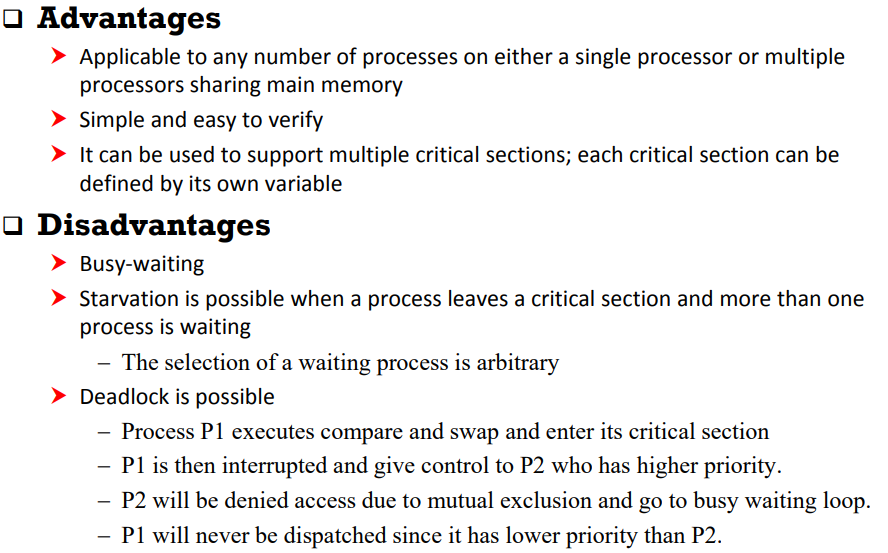 ❑ Advantages
➤ Applicable to any number of processes on either a single processor or multiple
processors sharing main memory
➤ Simple and easy to verify
➤ It can be used to support multiple critical sections; each critical section can be
defined by its own variable
❑ Disadvantages
➤ Busy-waiting
➤ Starvation is possible when a process leaves a critical section and more than one
process is waiting
– The selection of a waiting process is arbitrary
➤ Deadlock is possible
– Process P1 executes compare and swap and enter its critical section
– P1 is then interrupted and give control to P2 who has higher priority.
– P2 will be denied access due to mutual exclusion and go to busy waiting loop.
– P1 will never be dispatched since it has lower priority than P2.